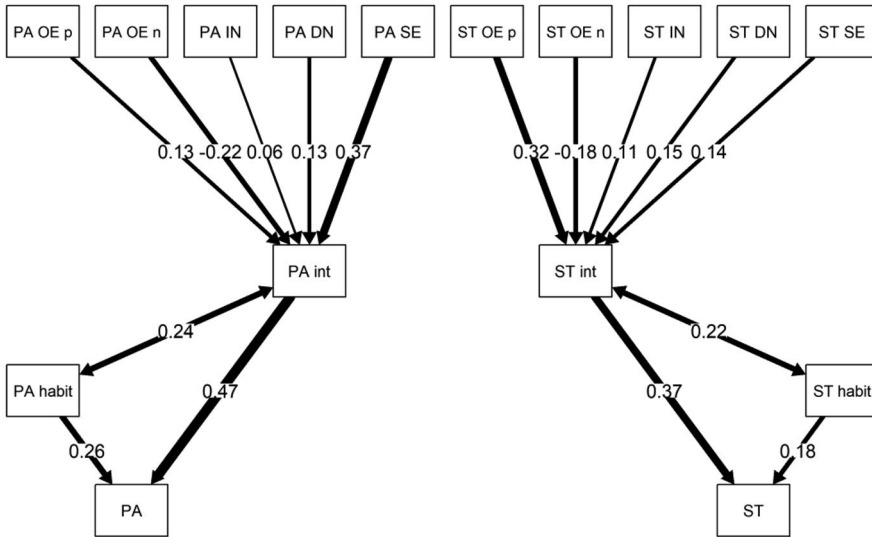 PA OE p PA OE n PA IN PA DN PA SE ST OE p ST OE n ST IN ST DN ST SE
0.13 -0.22 0.06 0.13 0.37 0.32 -0.18 0.11 0.15 0.14
PA int ST int
0.24 0.22
PA habit 0.47 0.37 ST habit
0.26 0.18
PA ST